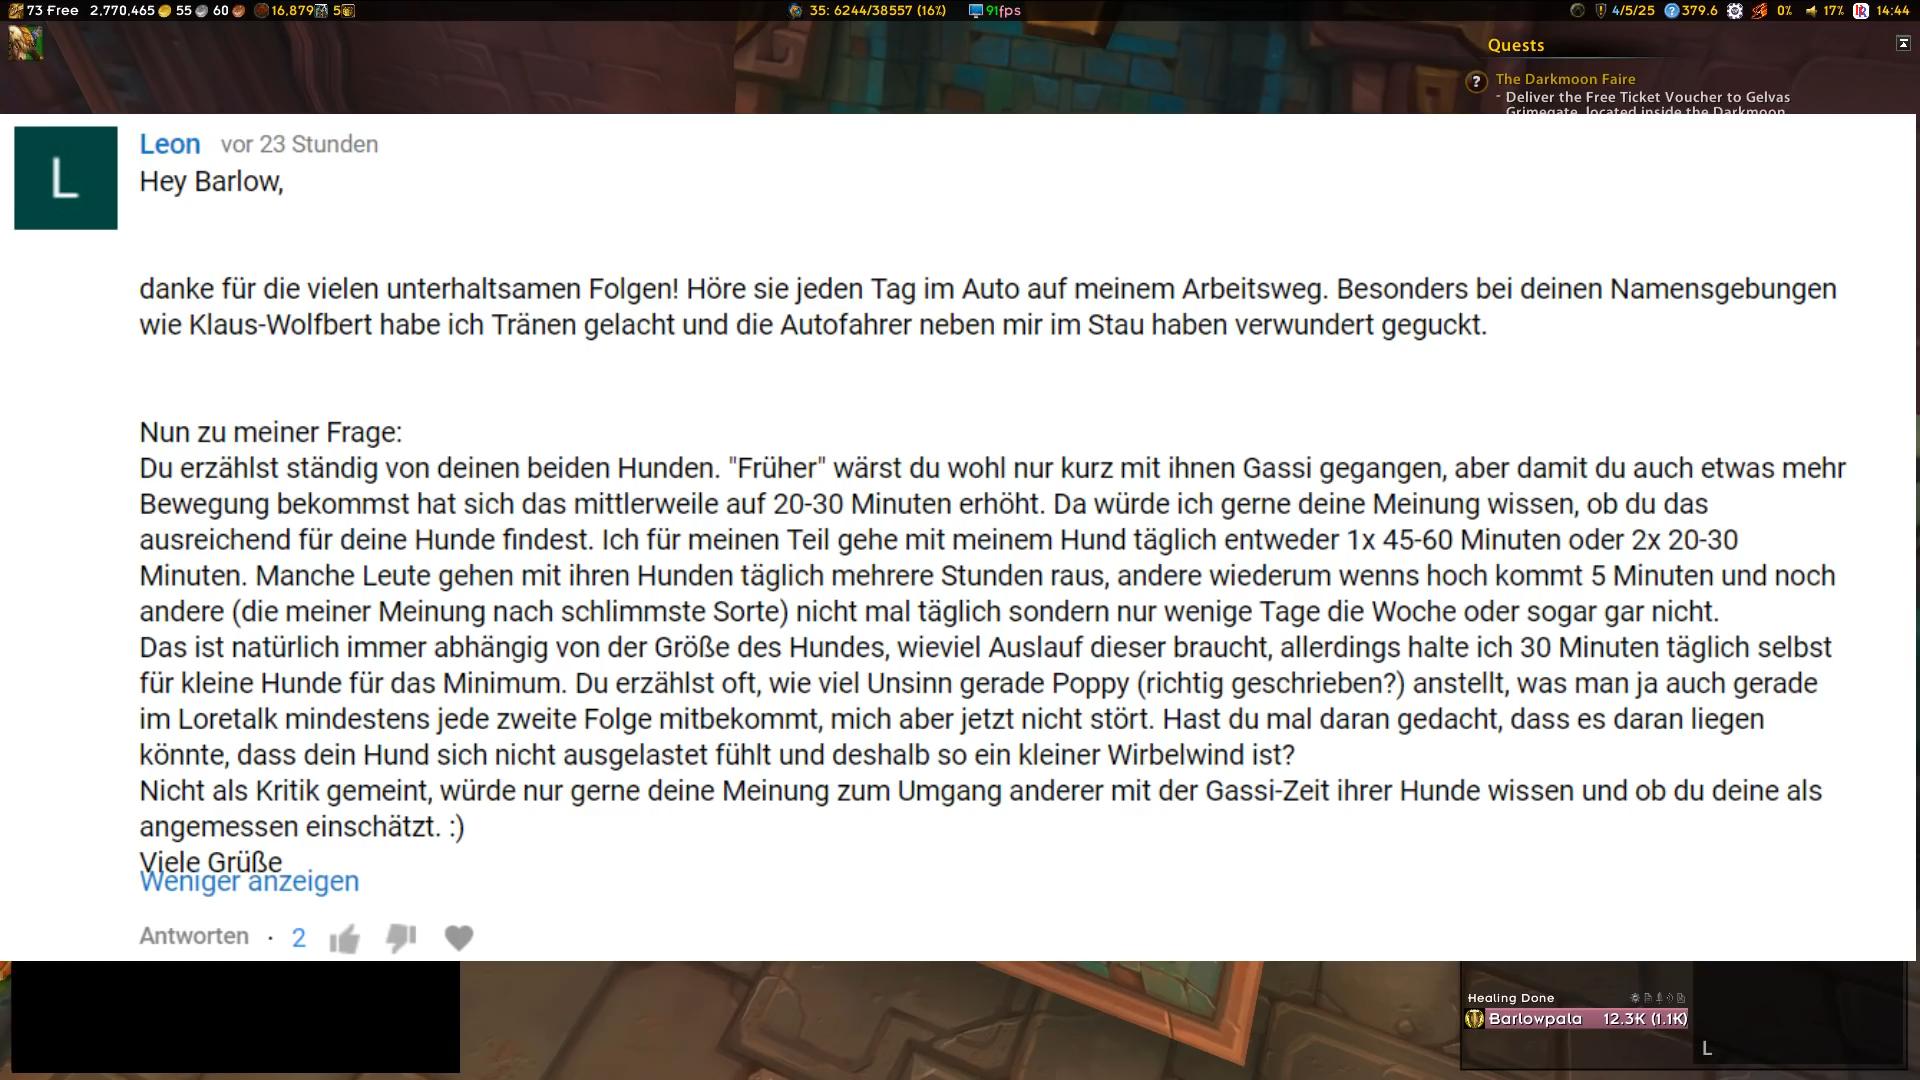 73 Free 2,770,465 55 60 16,879 5 35: 6244/38557 (16%) 91fps 4/5/25 379.6 0% 17% 14:44
Quests
The Darkmoon Faire
- Deliver the Free Ticket Voucher to Gelvas
Grimegate, located inside the Darkmoon
L
Leon vor 23 Stunden
Hey Barlow,
danke für die vielen unterhaltsamen Folgen! Höre sie jeden Tag im Auto auf meinem Arbeitsweg. Besonders bei deinen Namensgebungen
wie Klaus-Wolfbert habe ich Tränen gelacht und die Autofahrer neben mir im Stau haben verwundert geguckt.
Nun zu meiner Frage:
Du erzählst ständig von deinen beiden Hunden. "Früher" wärst du wohl nur kurz mit ihnen Gassi gegangen, aber damit du auch etwas mehr
Bewegung bekommst hat sich das mittlerweile auf 20-30 Minuten erhöht. Da würde ich gerne deine Meinung wissen, ob du das
ausreichend für deine Hunde findest. Ich für meinen Teil gehe mit meinem Hund täglich entweder 1x 45-60 Minuten oder 2x 20-30
Minuten. Manche Leute gehen mit ihren Hunden täglich mehrere Stunden raus, andere wiederum wenns hoch kommt 5 Minuten und noch
andere (die meiner Meinung nach schlimmste Sorte) nicht mal täglich sondern nur wenige Tage die Woche oder sogar gar nicht.
Das ist natürlich immer abhängig von der Größe des Hundes, wieviel Auslauf dieser braucht, allerdings halte ich 30 Minuten täglich selbst
für kleine Hunde für das Minimum. Du erzählst oft, wie viel Unsinn gerade Poppy (richtig geschrieben?) anstellt, was man ja auch gerade
im Loretalk mindestens jede zweite Folge mitbekommt, mich aber jetzt nicht stört. Hast du mal daran gedacht, dass es daran liegen
könnte, dass dein Hund sich nicht ausgelastet fühlt und deshalb so ein kleiner Wirbelwind ist?
Nicht als Kritik gemeint, würde nur gerne deine Meinung zum Umgang anderer mit der Gassi-Zeit ihrer Hunde wissen und ob du deine als
angemessen einschätzt. :)
Viele Grüße
Weniger anzeigen
Antworten · 2
Healing Done
Barlowpala 12.3K (1.1K)
L